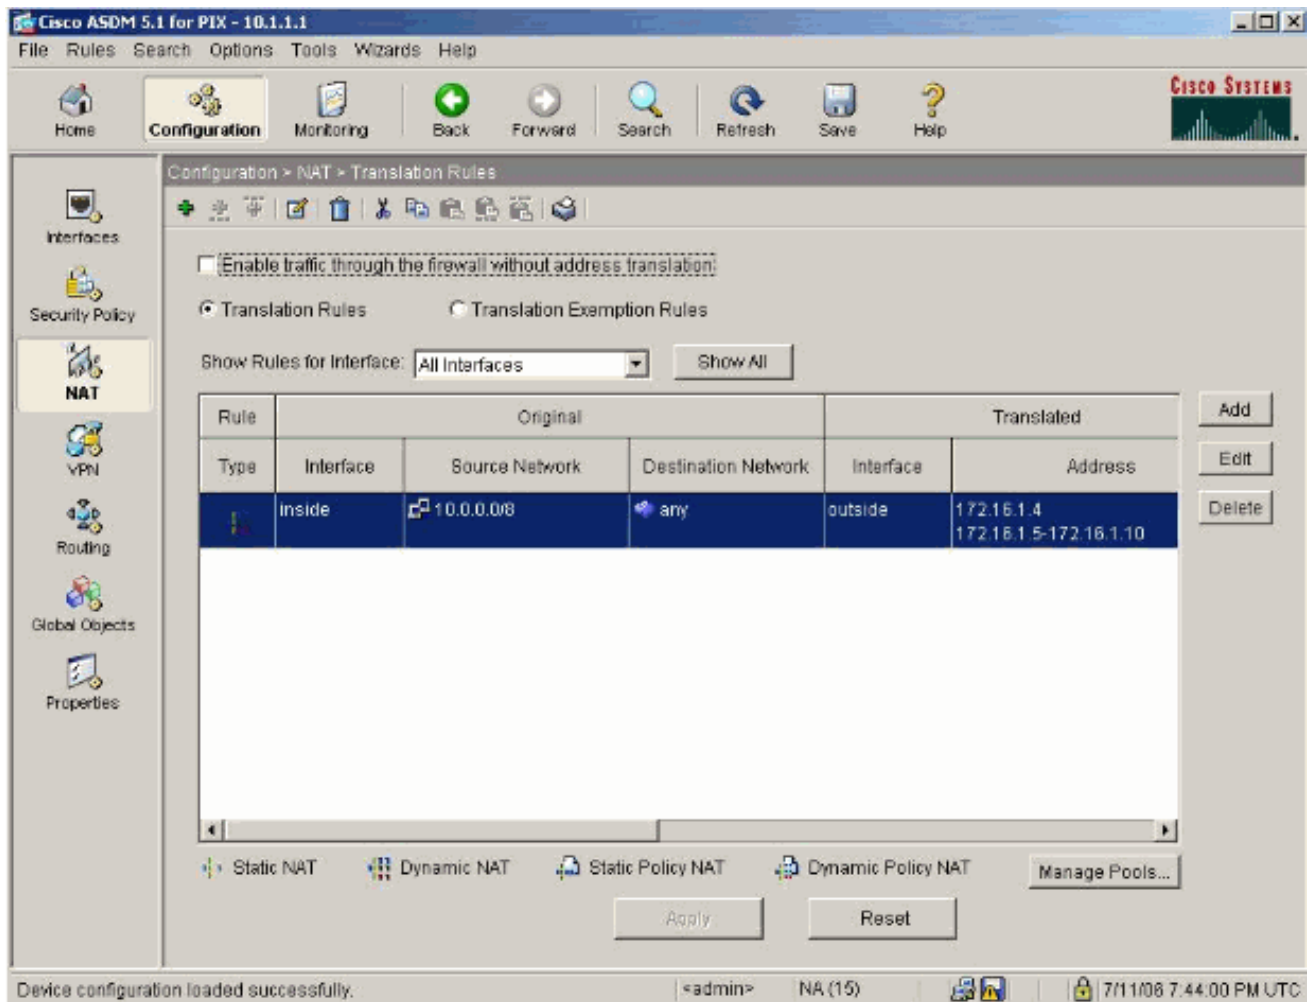 Cisco ASDM 5.1 for PIX - 10.1.1.1
File Rules Search Options Tools Wizards Help
Home Configuration Monitoring Back Forward Search Refresh Save Help
CISCO SYSTEMS
Configuration > NAT > Translation Rules
Interfaces
Security Policy
NAT
VPN
Routing
Global Objects
Properties
Enable traffic through the firewall without address translation
Translation Rules Translation Exemption Rules
Show Rules for Interface: All Interfaces Show All
Rule Original Translated
Type Interface Source Network Destination Network Interface Address
inside 10.0.0.0/8 any outside 172.16.1.4
172.16.1.5-172.16.1.10
Add
Edit
Delete
Static NAT Dynamic NAT Static Policy NAT Dynamic Policy NAT Manage Pools...
Apply Reset
Device configuration loaded successfully. <admin> NA (15) 7/11/06 7:44:00 PM UTC